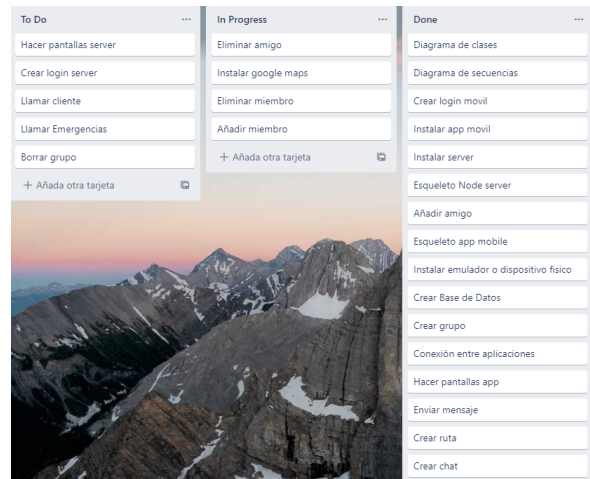 To Do
Hacer pantallas server
Crear login server
Llamar cliente
Llamar Emergencias
Borrar grupo
+ Añada otra tarjeta
In Progress
Eliminar amigo
Instalar google maps
Eliminar miembro
Añadir miembro
+ Añada otra tarjeta
Done
Diagrama de clases
Diagrama de secuencias
Crear login movil
Instalar app movil
Instalar server
Esqueleto Node server
Añadir amigo
Esqueleto app mobile
Instalar emulador o dispositivo fisico
Crear Base de Datos
Crear grupo
Conexión entre aplicaciones
Hacer pantallas app
Enviar mensaje
Crear ruta
Crear chat